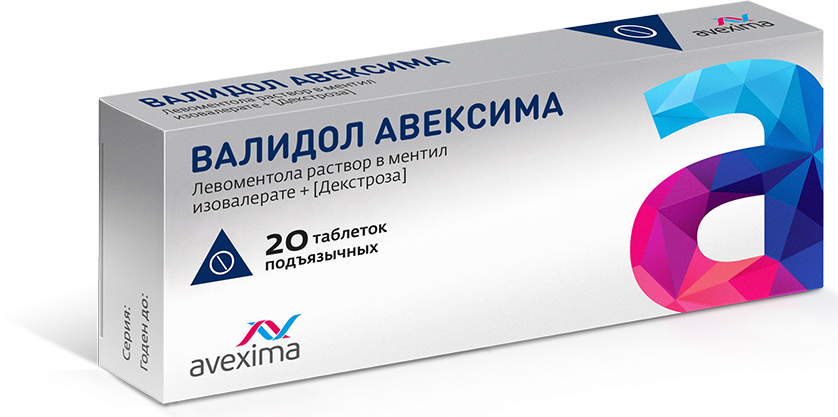 avexima
ВАЛИДОЛ АВЕКСИМА
Левоментола раствор в ментил
изовалерате + [Декстроза]
ВАЛИДОЛ АВЕКСИМА
Левоментола раствор в ментил
изовалерате + [Декстроза]
20 таблеток
подъязычных
avexima
Серия:
Годен до: